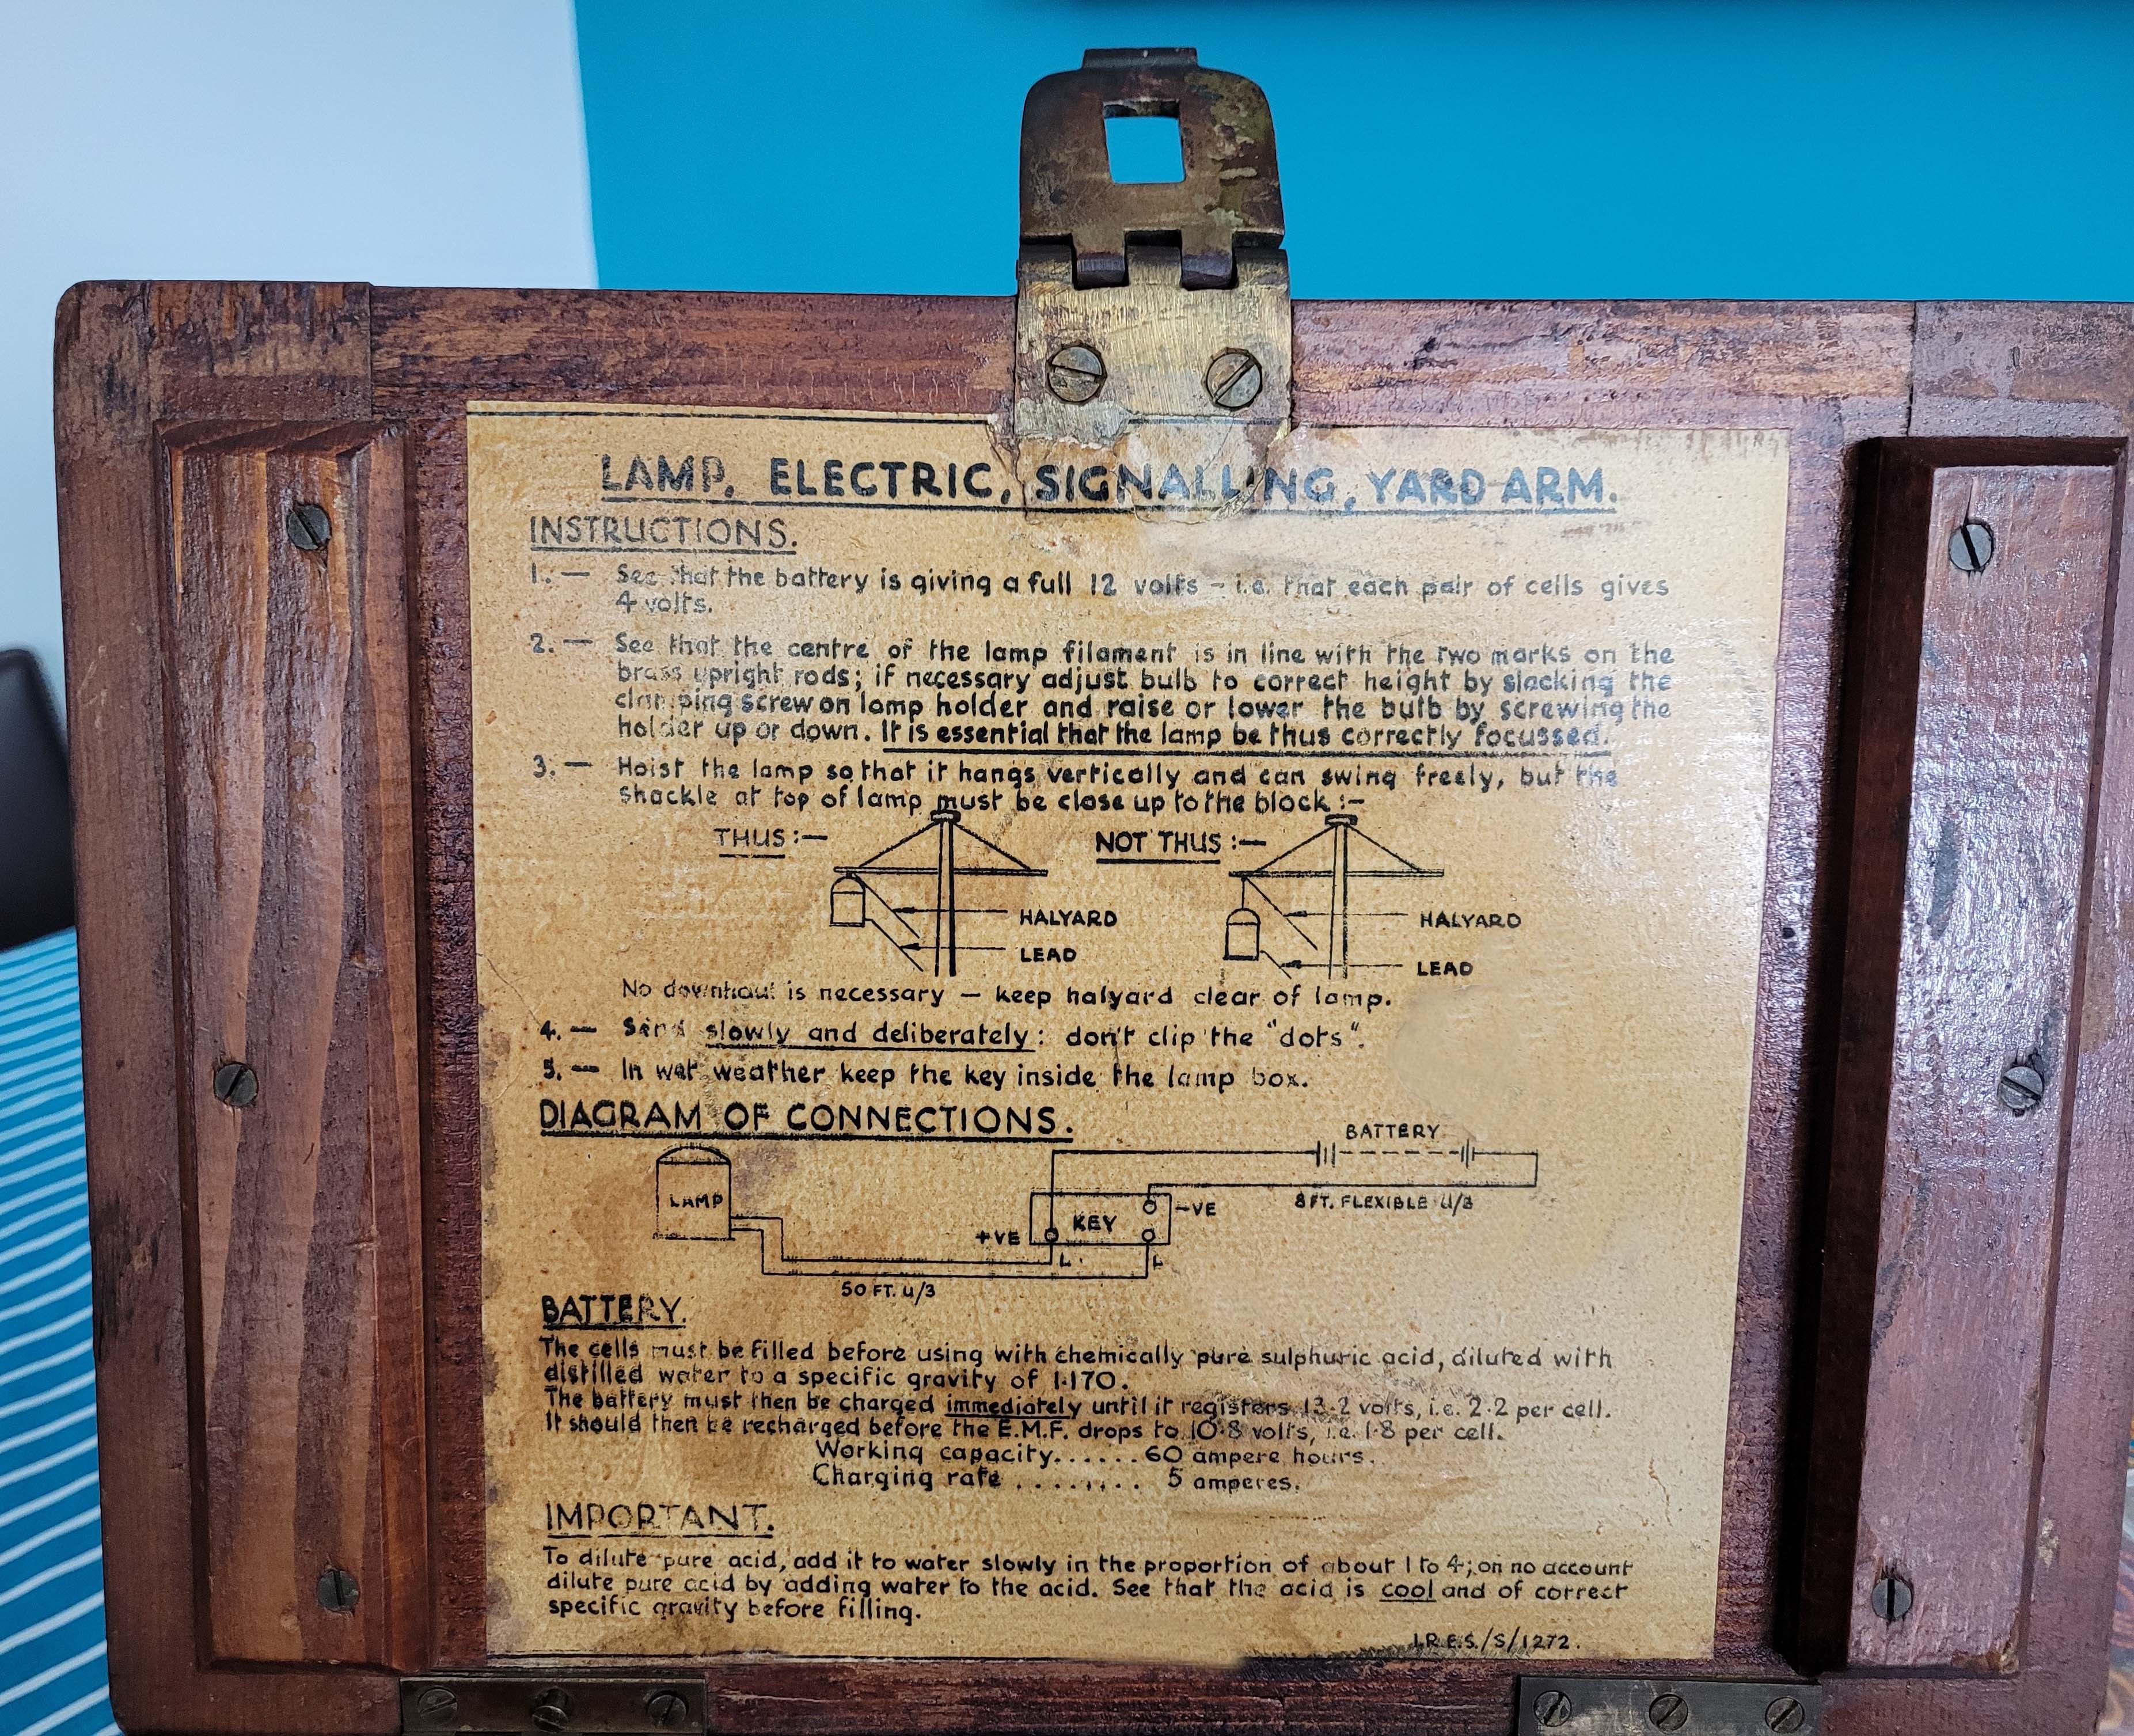 LAMP, ELECTRIC, SIGNALLING, YARD ARM.
INSTRUCTIONS.
1. — See that the battery is giving a full 12 volts – i.e. that each pair of cells gives
4 volts.
2. — See that the centre of the lamp filament is in line with the two marks on the
brass upright rods; if necessary adjust bulb to correct height by slacking the
clamping screw on lamp holder and raise or lower the bulb by screwing the
holder up or down. It is essential that the lamp be thus correctly focussed.
3. — Hoist the lamp so that it hangs vertically and can swing freely, but the
shackle at top of lamp must be close up to the block :–
THUS :— NOT THUS :—
HALYARD HALYARD
LEAD LEAD
No downhaul is necessary — keep halyard clear of lamp.
4. — Send slowly and deliberately : don't clip the "dots".
5. — In wet weather keep the key inside the lamp box.
DIAGRAM OF CONNECTIONS.
BATTERY
LAMP 8 FT. FLEXIBLE U/3
KEY –VE
+VE
L. L
50 FT. U/3
BATTERY.
The cells must be filled before using with chemically pure sulphuric acid, diluted with
distilled water to a specific gravity of 1·170.
The battery must then be charged immediately until it registers 13·2 volts, i.e. 2·2 per cell.
It should then be recharged before the E.M.F. drops to 10·8 volts, i.e. 1·8 per cell.
Working capacity...... 60 ampere hours.
Charging rate ........ 5 amperes.
IMPORTANT.
To dilute pure acid, add it to water slowly in the proportion of about 1 to 4; on no account
dilute pure acid by adding water to the acid. See that the acid is cool and of correct
specific gravity before filling.
I.R.E.S./S/1272.